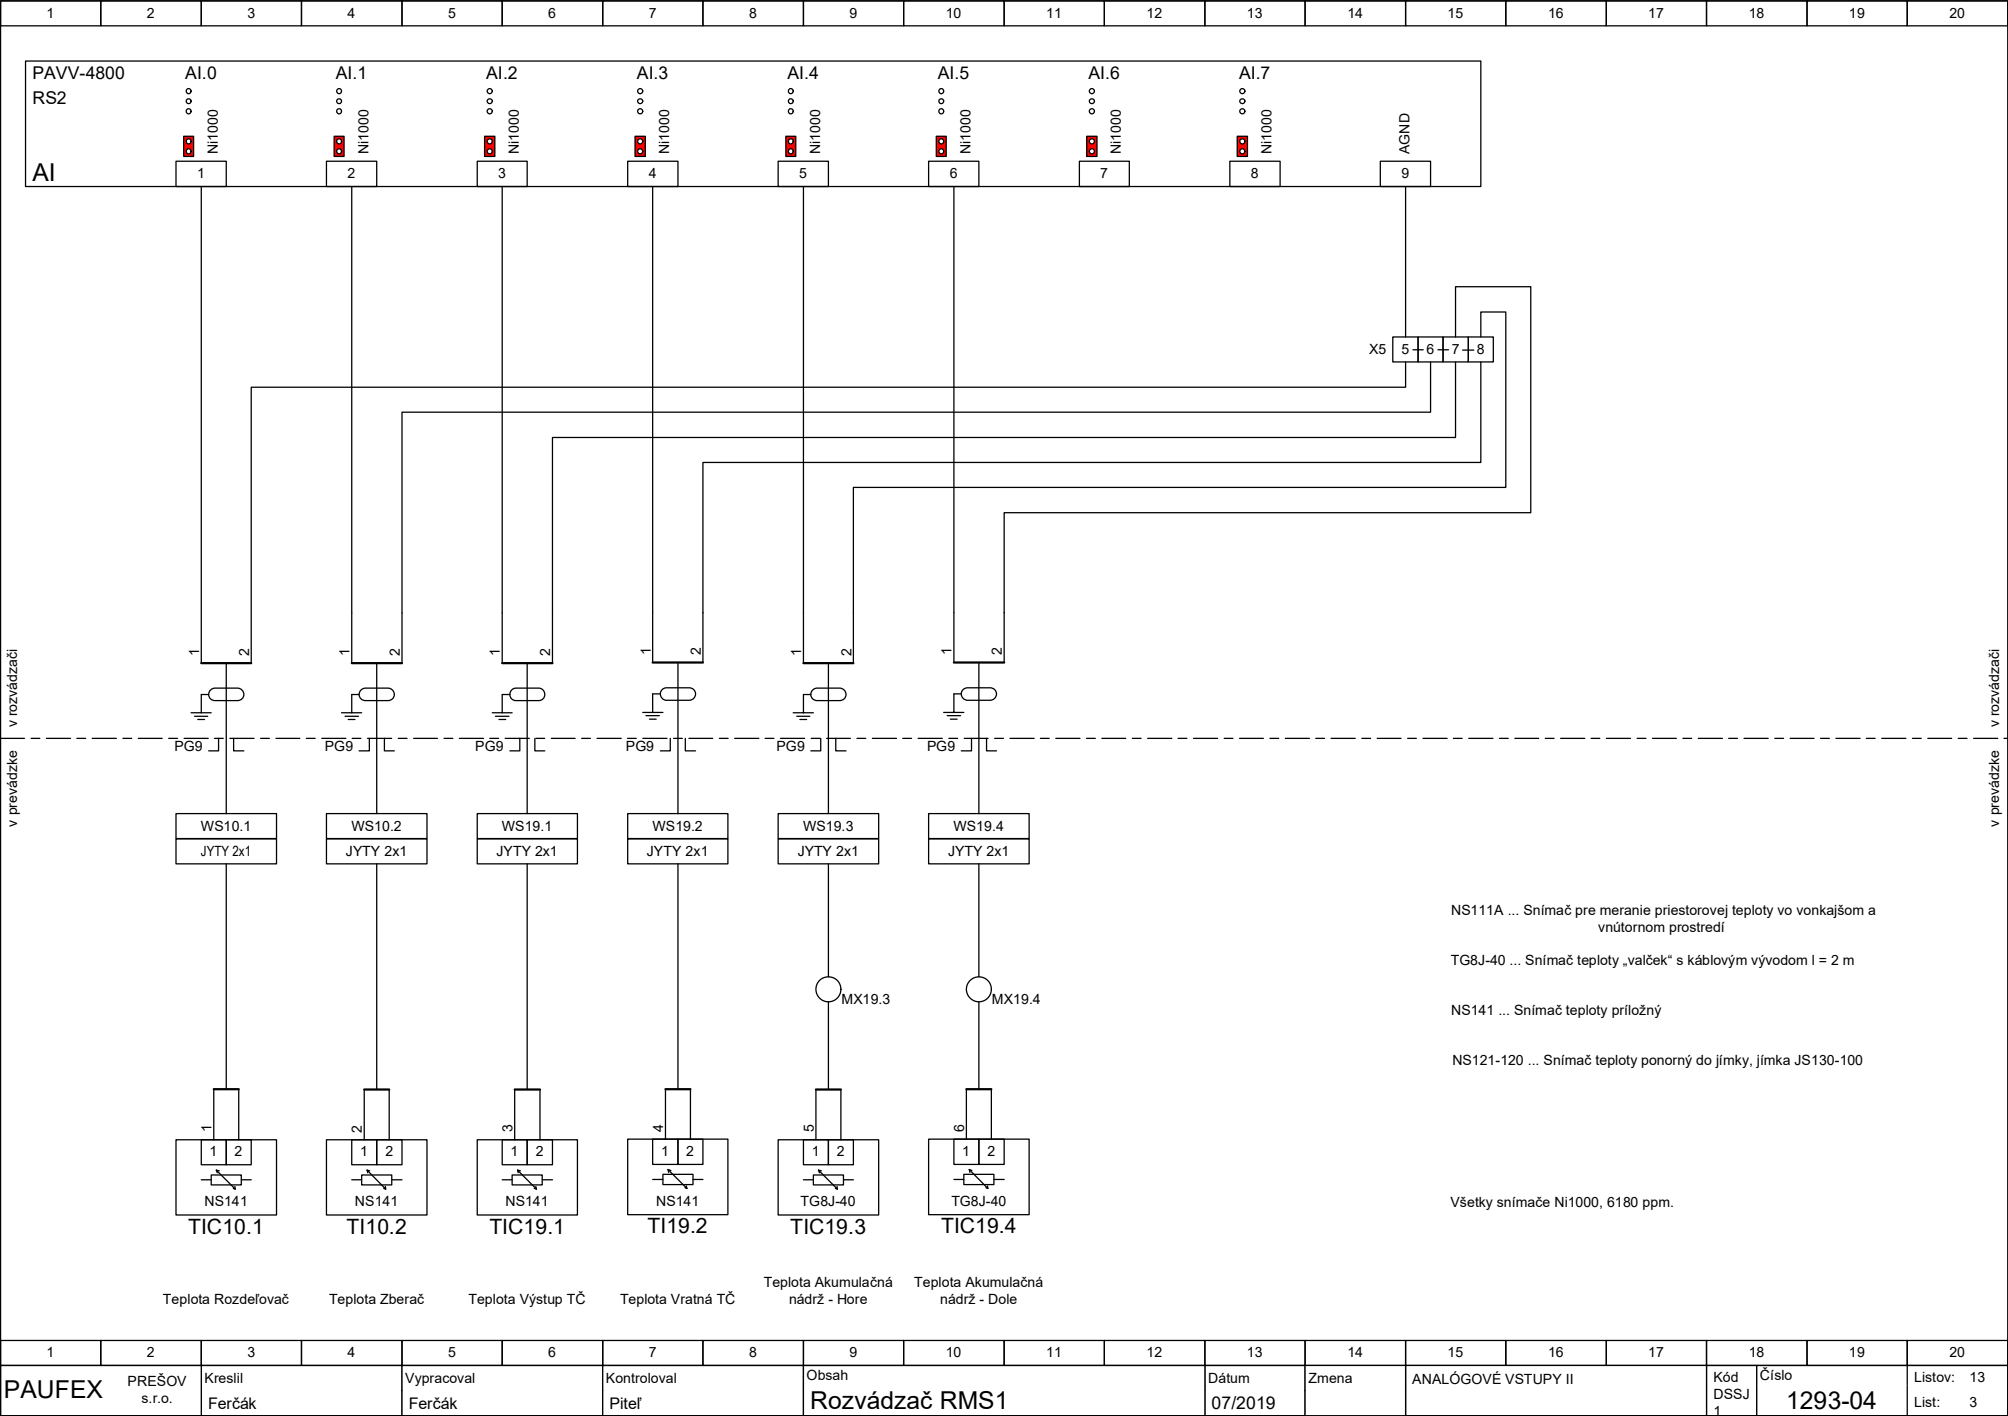 1 2 3 4 5 6 7 8 9 10 11 12 13 14 15 16 17 18 19 20
PAVV-4800 AI.0 AI.1 AI.2 AI.3 AI.4 AI.5 AI.6 AI.7
RS2
Ni1000 Ni1000 Ni1000 Ni1000 Ni1000 Ni1000 Ni1000 Ni1000 AGND
AI 1 2 3 4 5 6 7 8 9
X5 5 6 7 8
1 2 1 2 1 2 1 2 1 2 1 2
v rozvádzači v rozvádzači
PG9 PG9 PG9 PG9 PG9 PG9
v prevádzke v prevádzke
WS10.1 WS10.2 WS19.1 WS19.2 WS19.3 WS19.4
JYTY 2x1 JYTY 2x1 JYTY 2x1 JYTY 2x1 JYTY 2x1 JYTY 2x1
NS111A ... Snímač pre meranie priestorovej teploty vo vonkajšom a
vnútornom prostredí
TG8J-40 ... Snímač teploty „valček“ s káblovým vývodom l = 2 m
MX19.3 MX19.4
NS141 ... Snímač teploty príložný
NS121-120 ... Snímač teploty ponorný do jímky, jímka JS130-100
1 2 3 4 5 6
1 2 1 2 1 2 1 2 1 2 1 2
NS141 NS141 NS141 NS141 TG8J-40 TG8J-40
Všetky snímače Ni1000, 6180 ppm.
TIC10.1 TI10.2 TIC19.1 TI19.2 TIC19.3 TIC19.4
Teplota Rozdeľovač
Teplota Zberač
Teplota Výstup TČ
Teplota Vratná TČ
Teplota Akumulačná
nádrž - Hore
Teplota Akumulačná
nádrž - Dole
1 2 3 4 5 6 7 8 9 10 11 12 13 14 15 16 17 18 19 20
PAUFEX
PREŠOV
s.r.o.
Kreslil
Ferčák
Vypracoval
Ferčák
Kontroloval
Piteľ
Obsah
Rozvádzač RMS1
Dátum
07/2019
Zmena
ANALÓGOVÉ VSTUPY II
Kód
DSSJ
1
Číslo
1293-04
Listov: 13
List: 3